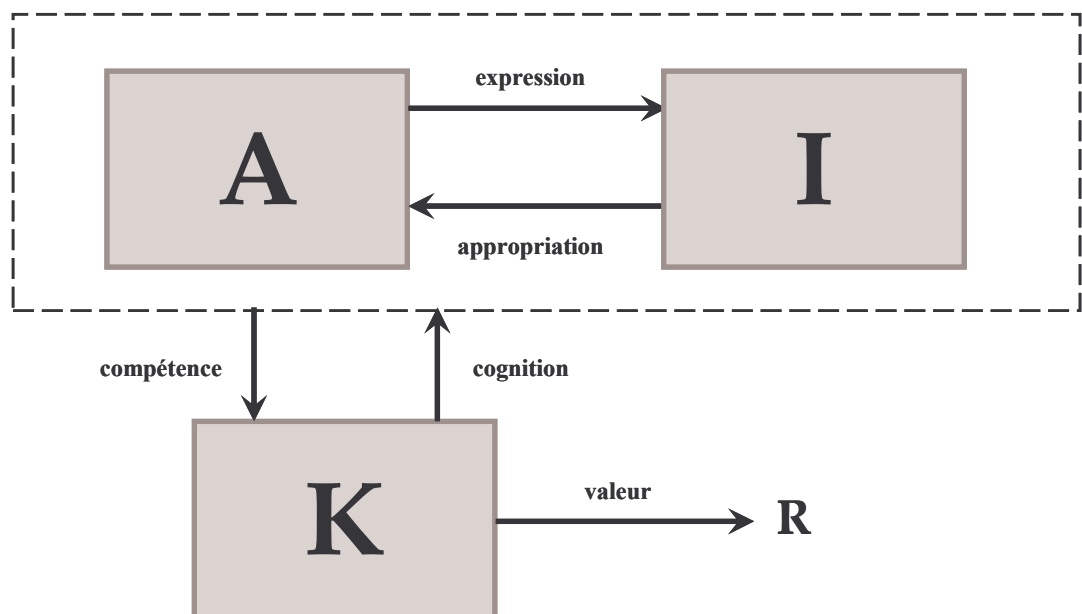 expression
A
I
appropriation
compétence
cognition
K
valeur
R